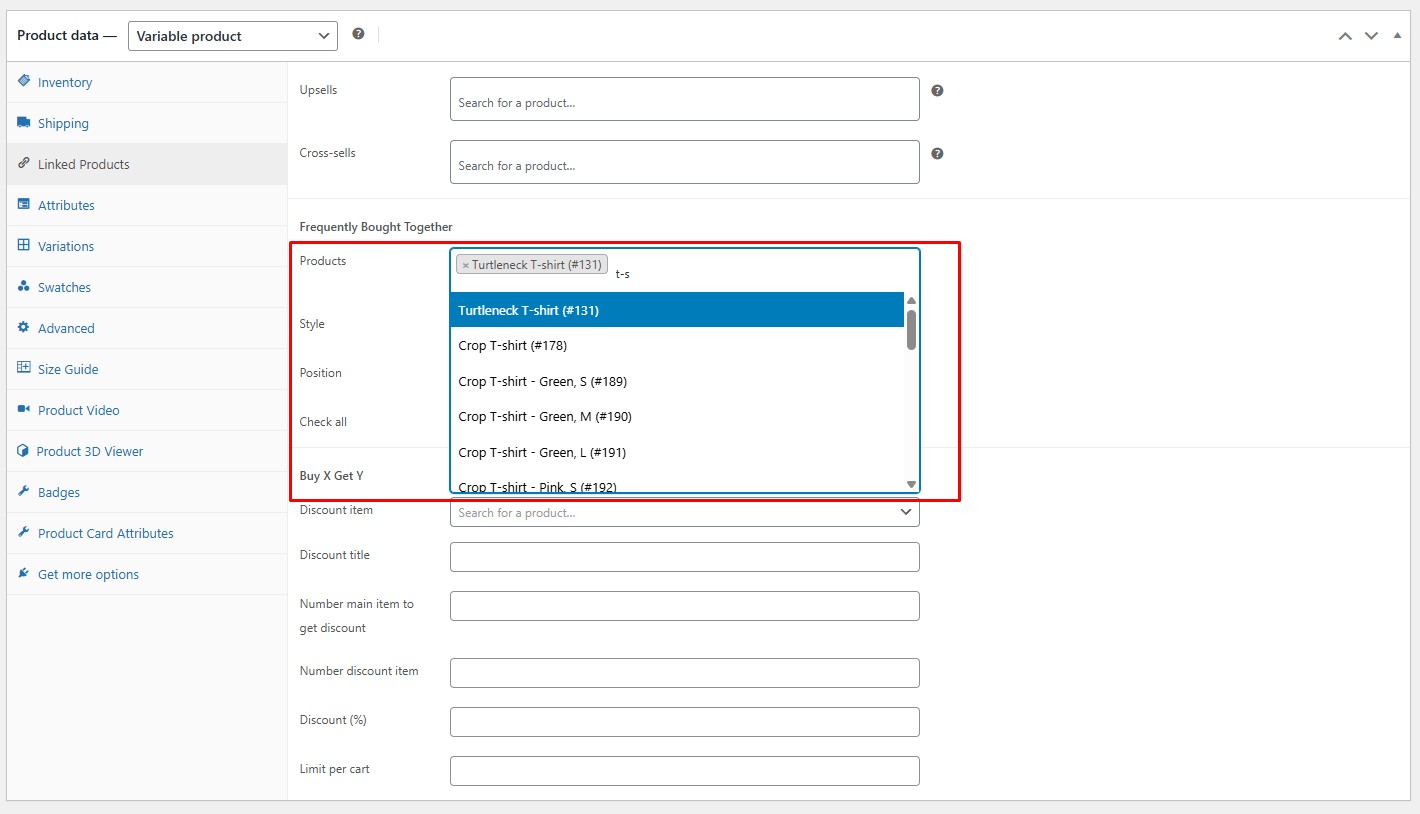 Product data —
Variable product
Inventory
Shipping
Linked Products
Attributes
Variations
Swatches
Advanced
Size Guide
Product Video
Product 3D Viewer
Badges
Product Card Attributes
Get more options
Upsells
Search for a product...
Cross-sells
Search for a product...
Frequently Bought Together
Products
× Turtleneck T-shirt (#131)
t-s
Turtleneck T-shirt (#131)
Crop T-shirt (#178)
Crop T-shirt - Green, S (#189)
Crop T-shirt - Green, M (#190)
Crop T-shirt - Green, L (#191)
Crop T-shirt - Pink, S (#192)
Style
Position
Check all
Buy X Get Y
Discount item
Search for a product...
Discount title
Number main item to
get discount
Number discount item
Discount (%)
Limit per cart